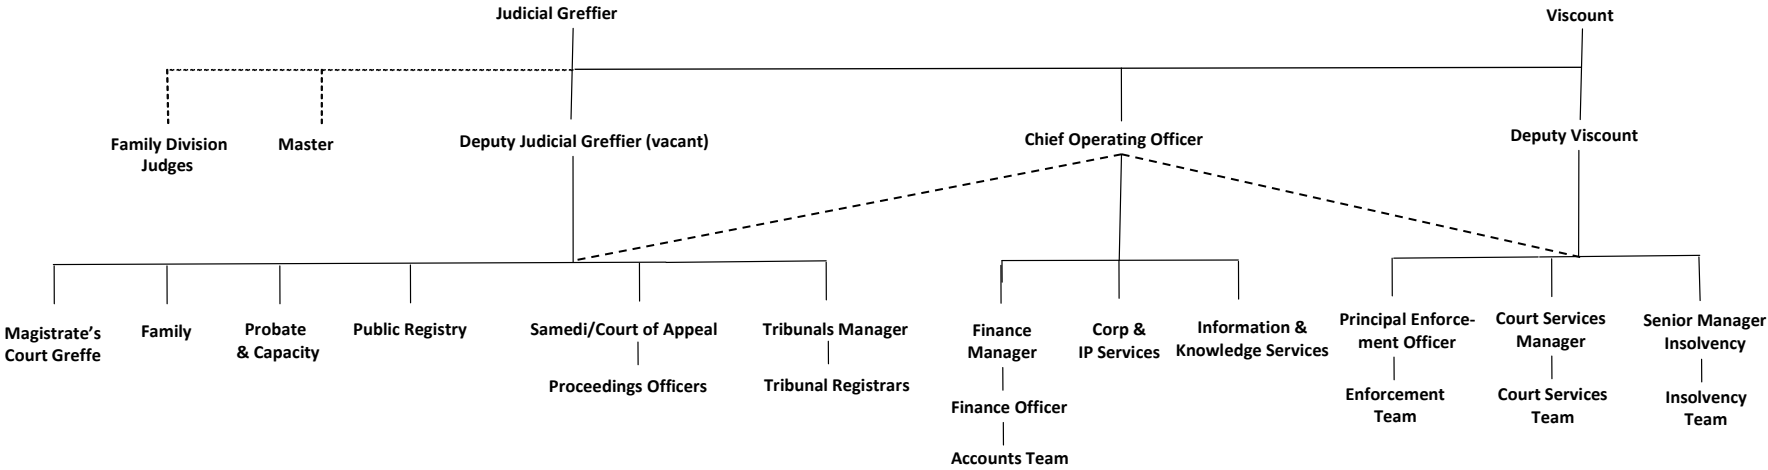 Judicial Greffier
Viscount
Family Division
Judges
Master
Deputy Judicial Greffier (vacant)
Chief Operating Officer
Deputy Viscount
Magistrate's
Court Greffe
Family
Probate
& Capacity
Public Registry
Samedi/Court of Appeal
Proceedings Officers
Tribunals Manager
Tribunal Registrars
Finance
Manager
Finance Officer
Accounts Team
Corp &
IP Services
Information &
Knowledge Services
Principal Enforce-
ment Officer
Enforcement
Team
Court Services
Manager
Court Services
Team
Senior Manager
Insolvency
Insolvency
Team